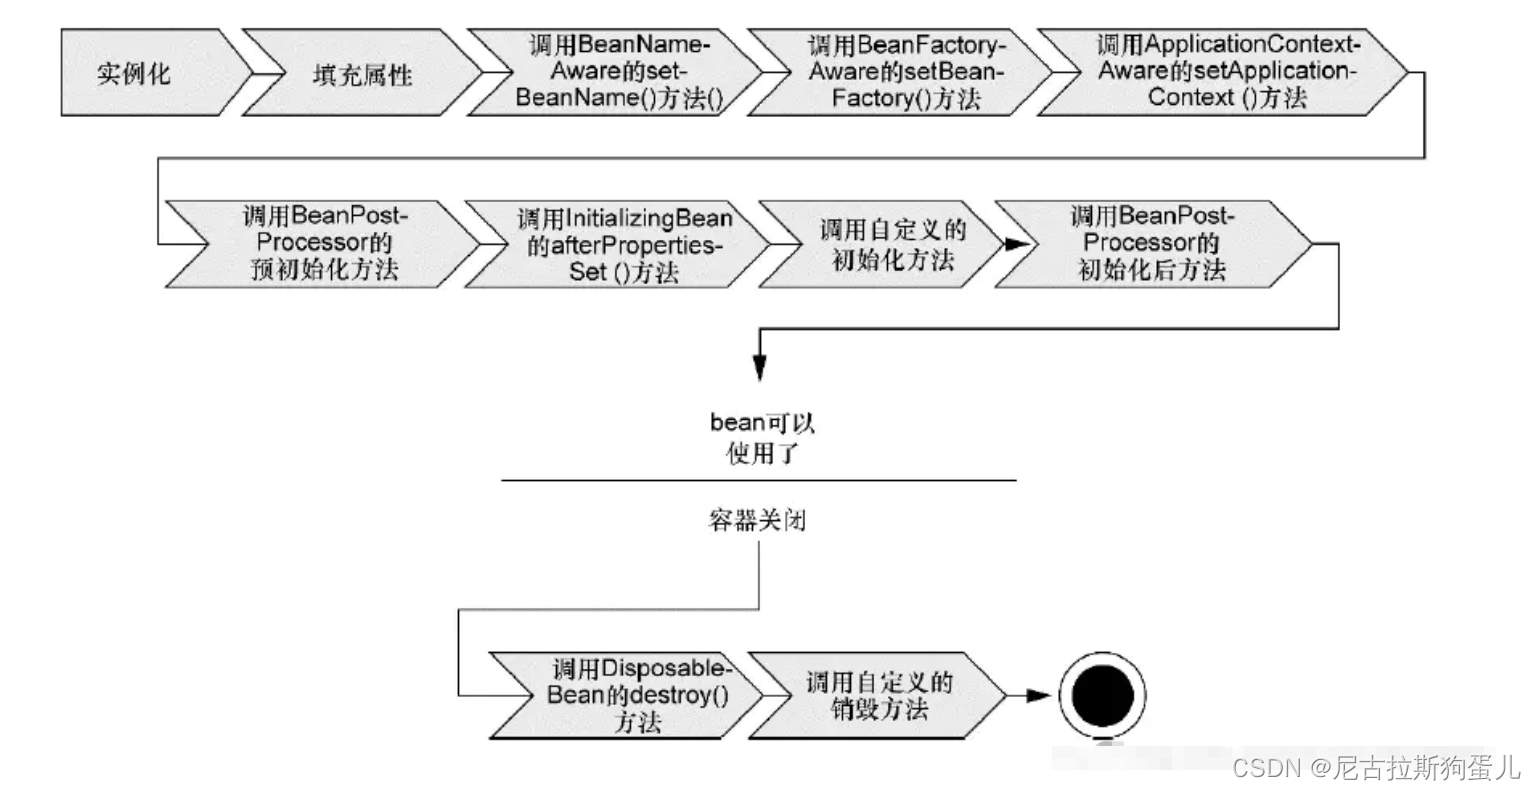 实例化
填充属性
调用BeanName-
Aware的set-
BeanName()方法()
调用BeanFactory-
Aware的setBean-
Factory()方法
调用ApplicationContext-
Aware的setApplication-
Context ()方法
调用BeanPost-
Processor的
预初始化方法
调用InitializingBean
的afterProperties-
Set ()方法
调用自定义的
初始化方法
调用BeanPost-
Processor的
初始化后方法
bean可以
使用了
容器关闭
调用Disposable-
Bean的destroy()
方法
调用自定义的
销毁方法
CSDN @尼古拉斯狗蛋儿